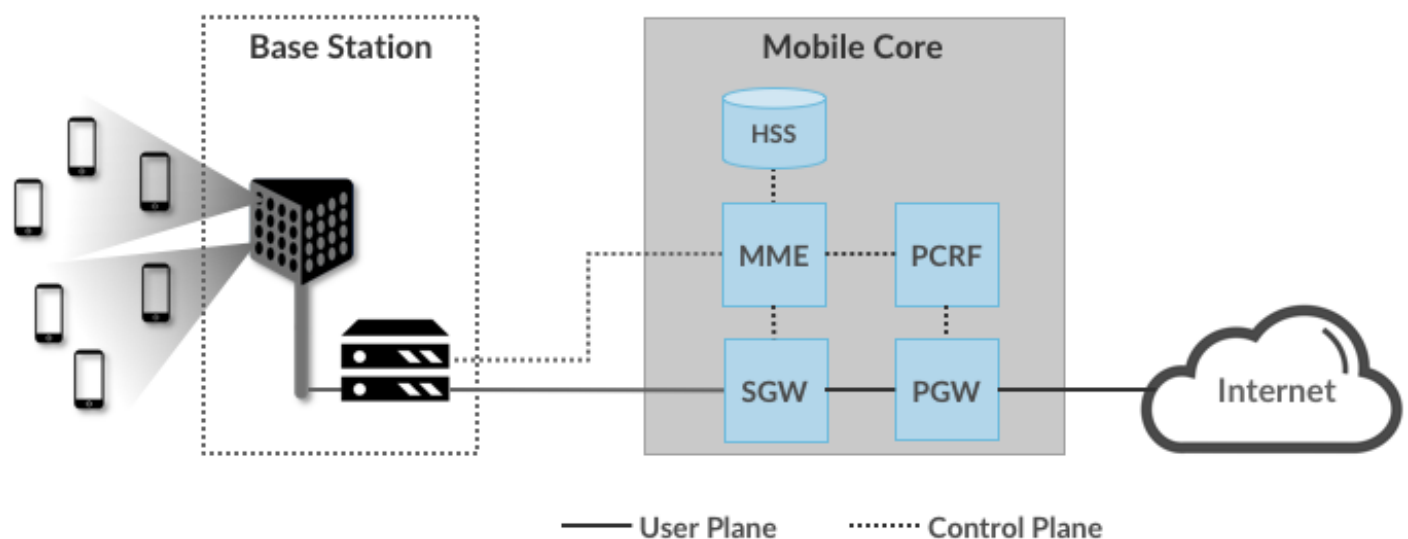 Base Station
Mobile Core
HSS
MME
PCRF
SGW
PGW
Internet
User Plane
Control Plane